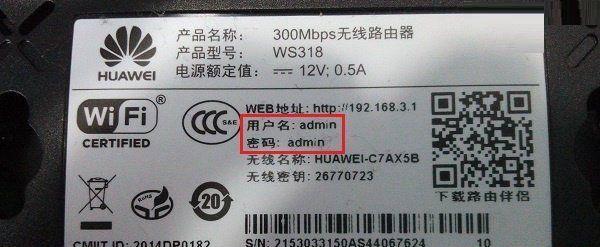 HUAWEI
产品名称: 300Mbps无线路由器
产品型号: WS318
电源额定值: ⎓ 12V; 0.5A
WiFi®
CERTIFIED
CCC S&E
WEB地址: http://192.168.3.1
用户名: admin
密码: admin
无线名称: HUAWEI-C7AX5B
无线密钥: 26770723
下载路由伴侣
20
CMIIT ID: 2014DP0182
S/N: 2153033150AS44067624
10